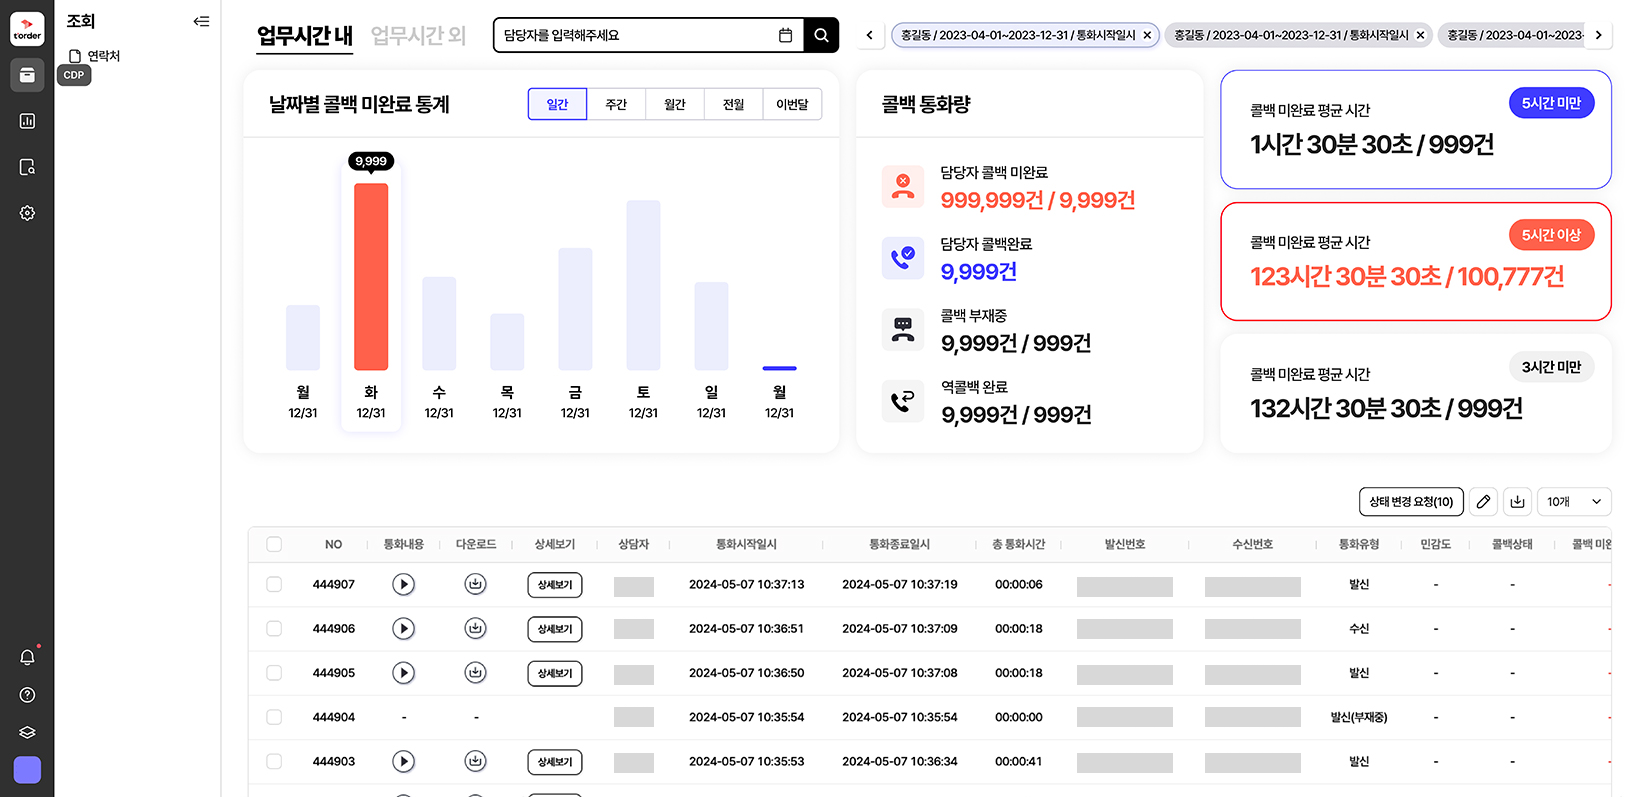 t'order
조회
연락처
CDP
업무시간 내
업무시간 외
담당자를 입력해주세요
홍길동 / 2023-04-01~2023-12-31 / 통화시작일시
홍길동 / 2023-04-01~2023-12-31 / 통화시작일시
홍길동 / 2023-04-01~2023-
날짜별 콜백 미완료 통계
일간
주간
월간
전월
이번달
9,999
월 화 수 목 금 토 일 월
12/31 12/31 12/31 12/31 12/31 12/31 12/31 12/31
콜백 통화량
담당자 콜백 미완료
999,999건 / 9,999건
담당자 콜백완료
9,999건
콜백 부재중
9,999건 / 999건
역콜백 완료
9,999건 / 999건
콜백 미완료 평균 시간
5시간 미만
1시간 30분 30초 / 999건
콜백 미완료 평균 시간
5시간 이상
123시간 30분 30초 / 100,777건
콜백 미완료 평균 시간
3시간 미만
132시간 30분 30초 / 999건
상태 변경 요청(10)
10개
NO 통화내용 다운로드 상세보기 상담자 통화시작일시 통화종료일시 총 통화시간 발신번호 수신번호 통화유형 민감도 콜백상태 콜백 미완
444907 상세보기 2024-05-07 10:37:13 2024-05-07 10:37:19 00:00:06 발신 - - -
444906 상세보기 2024-05-07 10:36:51 2024-05-07 10:37:09 00:00:18 수신 - - -
444905 상세보기 2024-05-07 10:36:50 2024-05-07 10:37:08 00:00:18 발신 - - -
444904 - - 2024-05-07 10:35:54 2024-05-07 10:35:54 00:00:00 발신(부재중) - - -
444903 상세보기 2024-05-07 10:35:53 2024-05-07 10:36:34 00:00:41 발신 - - -